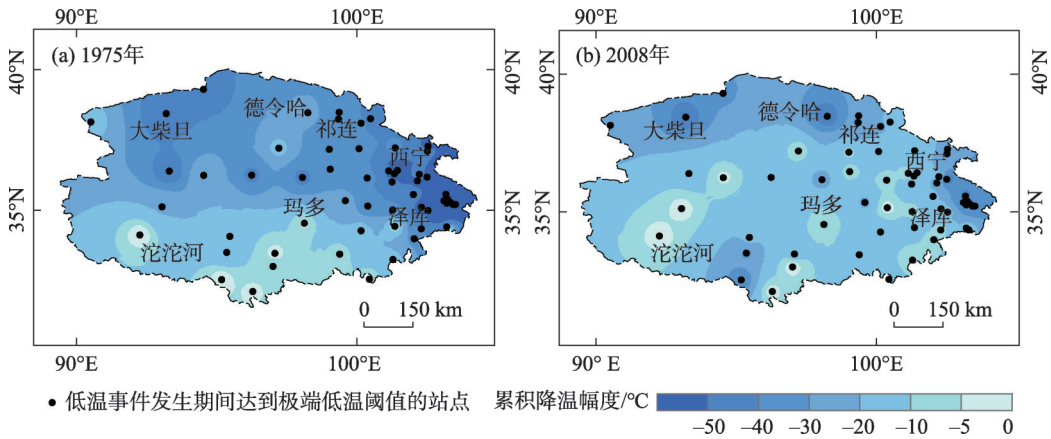 90°E
100°E
90°E
100°E
40°N
35°N
(a) 1975年
德令哈
大柴旦
祁连
西宁
玛多
泽库
沱沱河
0 150 km
40°N
35°N
40°N
35°N
(b) 2008年
德令哈
大柴旦
祁连
西宁
玛多
泽库
沱沱河
0 150 km
40°N
35°N
90°E
100°E
90°E
100°E
低温事件发生期间达到极端低温阈值的站点
累积降温幅度/℃
–50 –40 –30 –20 –10 –5 0